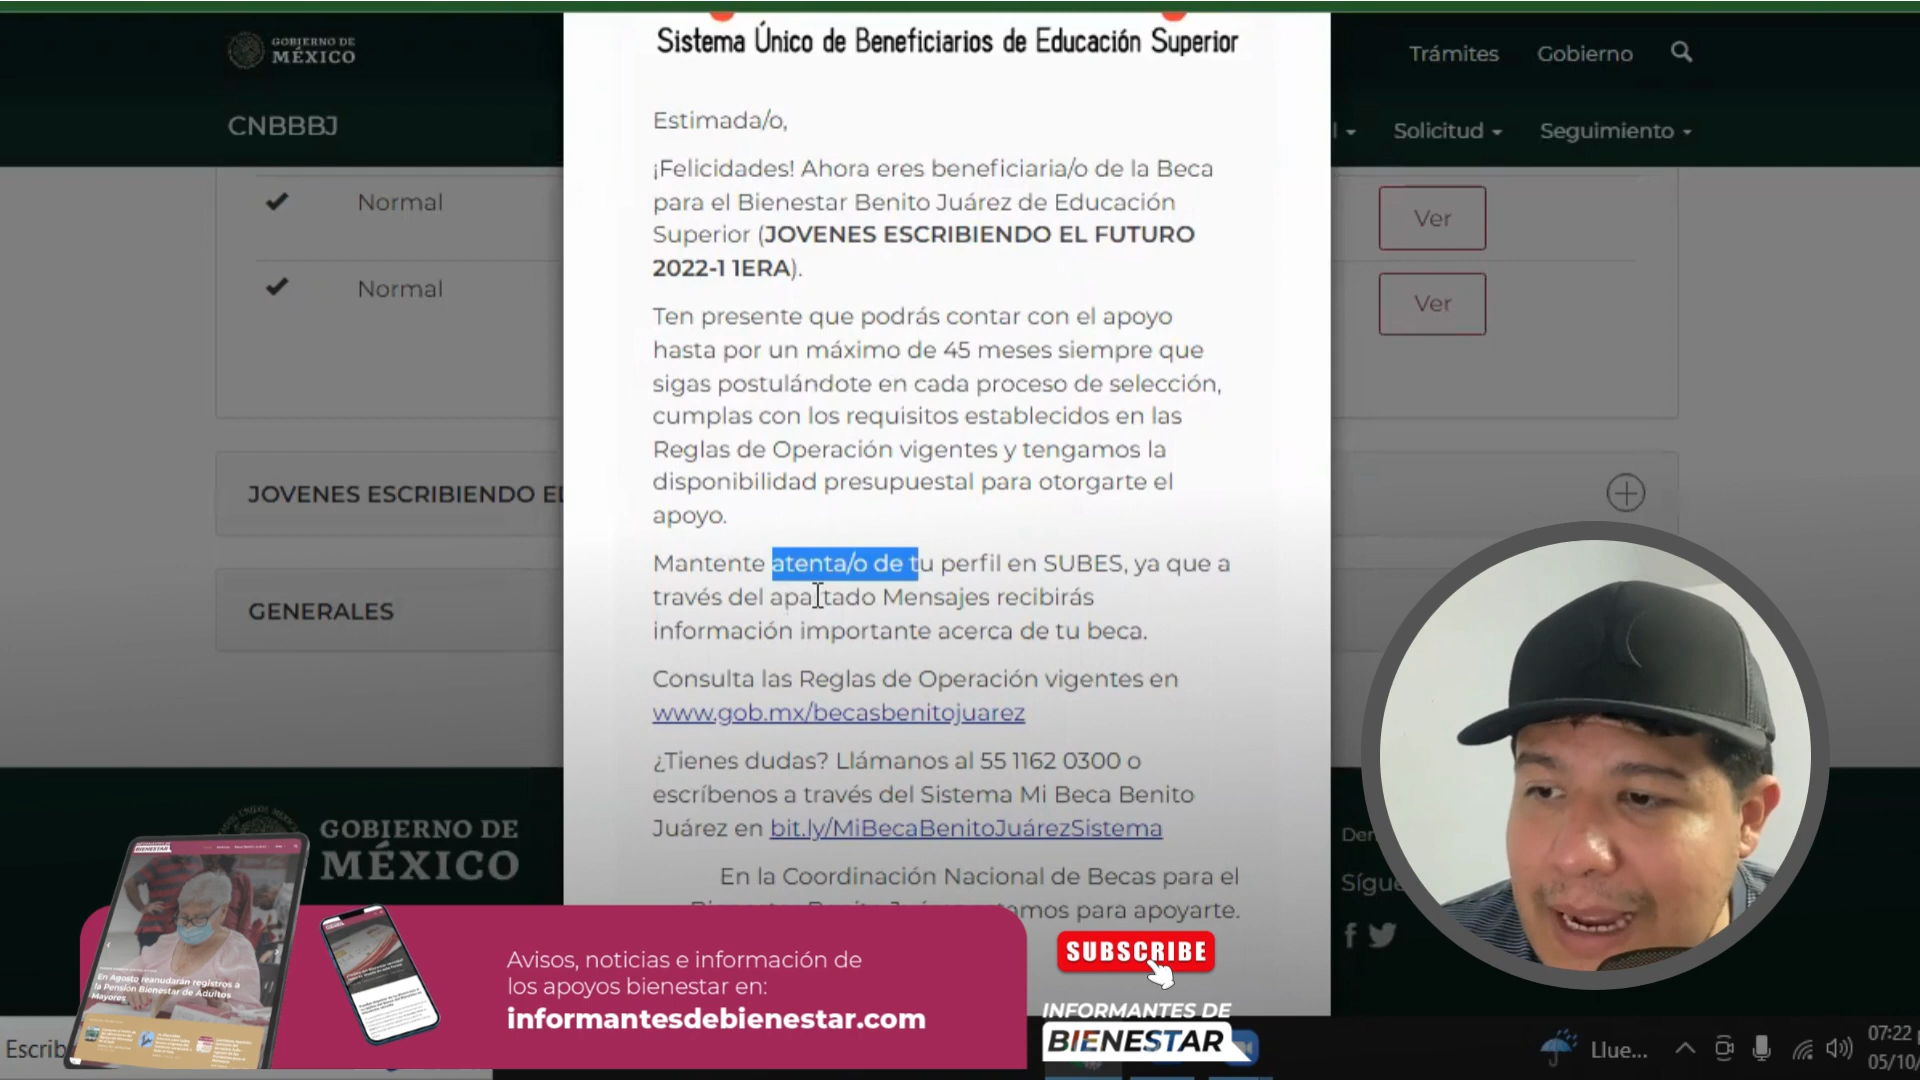 Sistema Único de Beneficiarios de Educación Superior
GOBIERNO DE
MÉXICO
Trámites
Gobierno
CNBBBJ
Solicitud
Seguimiento
Estimada/o,
¡Felicidades! Ahora eres beneficiaria/o de la Beca
para el Bienestar Benito Juárez de Educación
Superior (JOVENES ESCRIBIENDO EL FUTURO
2022-1 1ERA).
Normal
Ver
Normal
Ver
Ten presente que podrás contar con el apoyo
hasta por un máximo de 45 meses siempre que
sigas postulándote en cada proceso de selección,
cumplas con los requisitos establecidos en las
Reglas de Operación vigentes y tengamos la
disponibilidad presupuestal para otorgarte el
apoyo.
JOVENES ESCRIBIENDO EL
Mantente atenta/o de tu perfil en SUBES, ya que a
través del apartado Mensajes recibirás
información importante acerca de tu beca.
GENERALES
Consulta las Reglas de Operación vigentes en
www.gob.mx/becasbenitojuarez
¿Tienes dudas? Llámanos al 55 1162 0300 o
escríbenos a través del Sistema Mi Beca Benito
Juárez en bit.ly/MiBecaBenitoJuárezSistema
En la Coordinación Nacional de Becas para el
tamos para apoyarte.
GOBIERNO DE
MÉXICO
Den
Sígue
BIENESTAR
En Agosto reanudarán registros a
la Pensión Bienestar de Adultos
Mayores
Avisos, noticias e información de
los apoyos bienestar en:
informantesdebienestar.com
SUBSCRIBE
INFORMANTES DE
BIENESTAR
Escrib
Llue...
07:22
05/10/